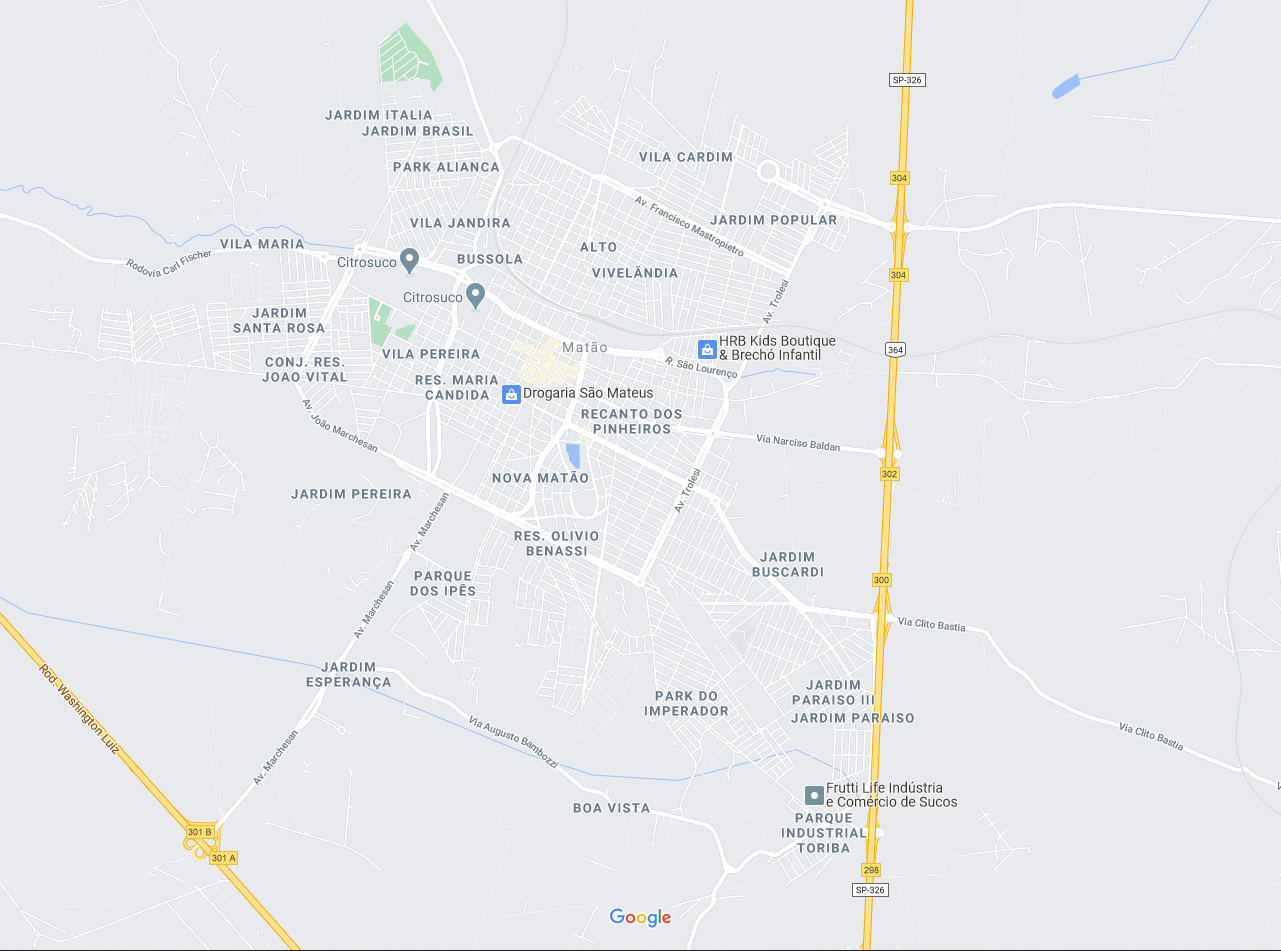 SP-326
JARDIM ITALIA
JARDIM BRASIL
PARK ALIANCA
VILA CARDIM
304
Av. Francisco Mastropietro
JARDIM POPULAR
VILA JANDIRA
VILA MARIA
ALTO
Rodovia Carl Fischer
Citrosuco
BUSSOLA
VIVELÂNDIA
304
Citrosuco
Av. Trolesi
JARDIM
SANTA ROSA
Matão
HRB Kids Boutique
& Brechó Infantil
364
VILA PEREIRA
R. São Lourenço
CONJ. RES.
JOAO VITAL
RES. MARIA
CANDIDA
Drogaria São Mateus
Av. João Marchesan
RECANTO DOS
PINHEIROS
Via Narciso Baldan
302
NOVA MATÃO
Av. Trolesi
JARDIM PEREIRA
Av. Marchesan
RES. OLIVIO
BENASSI
JARDIM
BUSCARDI
PARQUE
DOS IPÊS
300
Av. Marchesan
Via Clito Bastia
JARDIM
ESPERANÇA
Rod. Washington Luiz
PARK DO
IMPERADOR
JARDIM
PARAISO III
JARDIM PARAISO
Via Augusto Bambozzi
Via Clito Bastia
Av. Marchesan
Frutti Life Indústria
e Comércio de Sucos
BOA VISTA
PARQUE
INDUSTRIAL
TORIBA
301 B
301 A
298
SP-326
Google